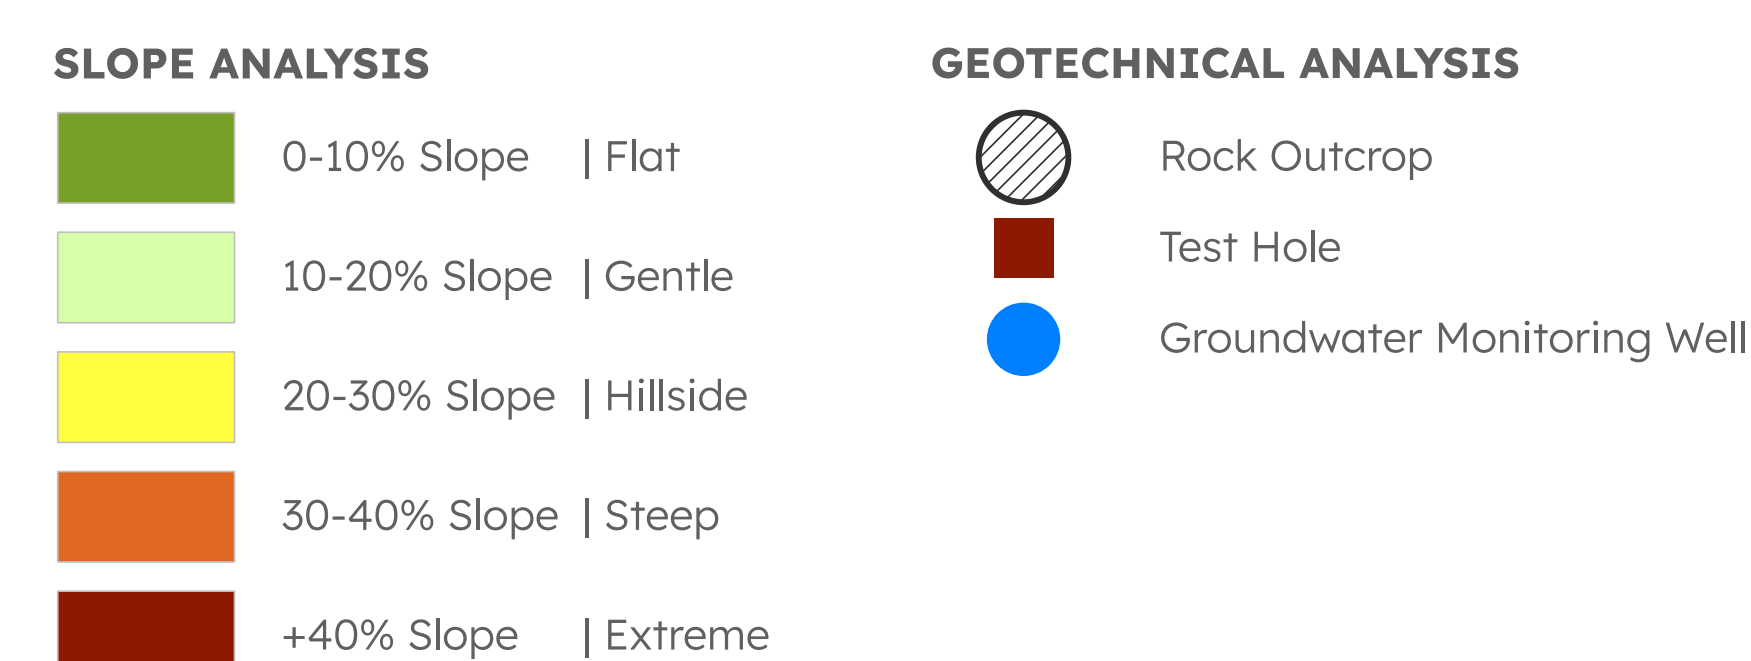 SLOPE ANALYSIS
0-10% Slope | Flat
10-20% Slope | Gentle
20-30% Slope | Hillside
30-40% Slope | Steep
+40% Slope | Extreme
GEOTECHNICAL ANALYSIS
Rock Outcrop
Test Hole
Groundwater Monitoring Well